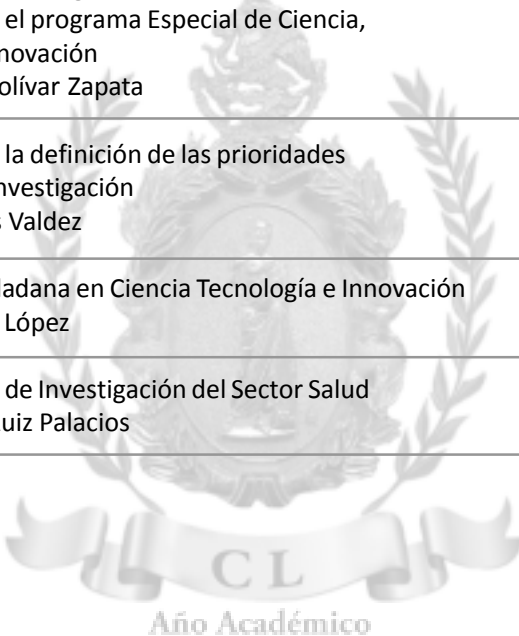 el programa Especial de Ciencia,
novación
olívar Zapata
la definición de las prioridades
nvestigación
s Valdez
dadana en Ciencia Tecnología e Innovación
López
de Investigación del Sector Salud
uiz Palacios
C L
Año Académico